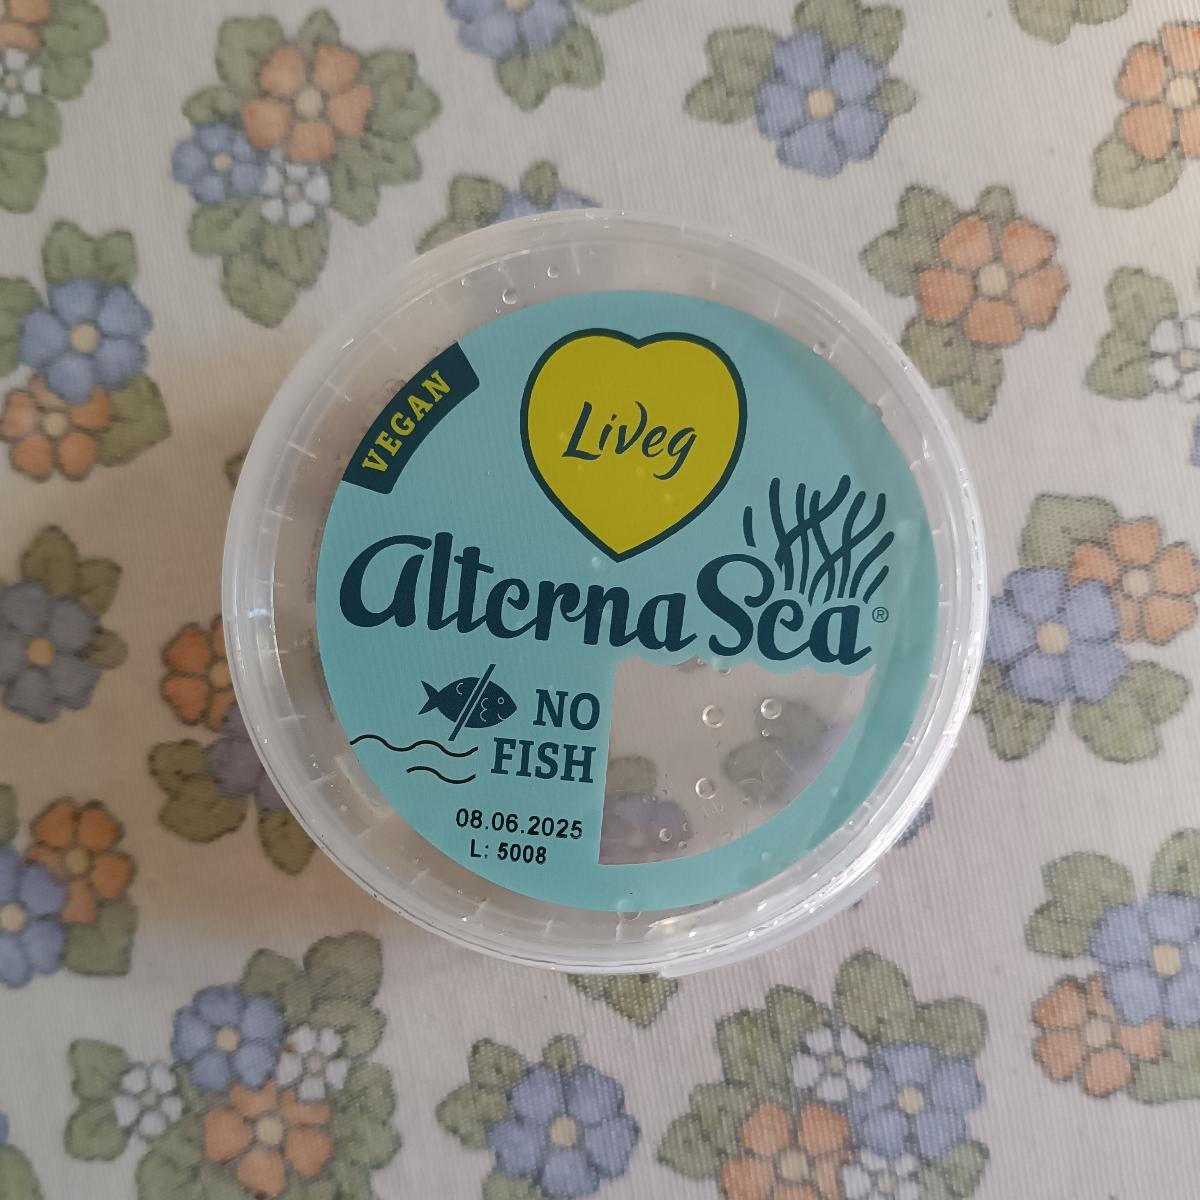 VEGAN
Liveg
alternaSea®
NO
FISH
08.06.2025
L: 5008